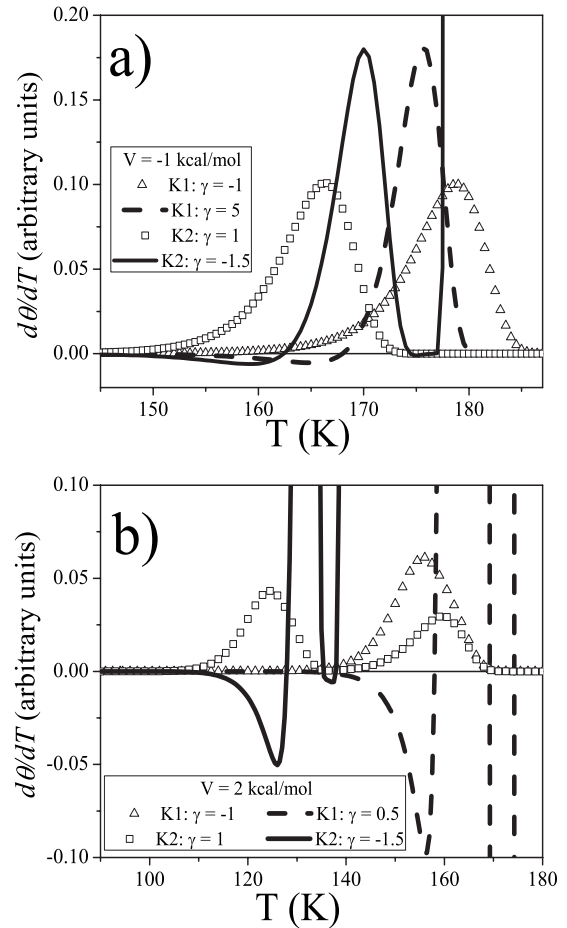 a)
dθ/dT (arbitrary units)
0.20
0.15
0.10
0.05
0.00
V = -1 kcal/mol
K1: γ = -1
K1: γ = 5
K2: γ = 1
K2: γ = -1.5
150 160 170 180
T (K)
b)
dθ/dT (arbitrary units)
0.10
0.05
0.00
-0.05
-0.10
V = 2 kcal/mol
K1: γ = -1 K1: γ = 0.5
K2: γ = 1 K2: γ = -1.5
100 120 140 160 180
T (K)